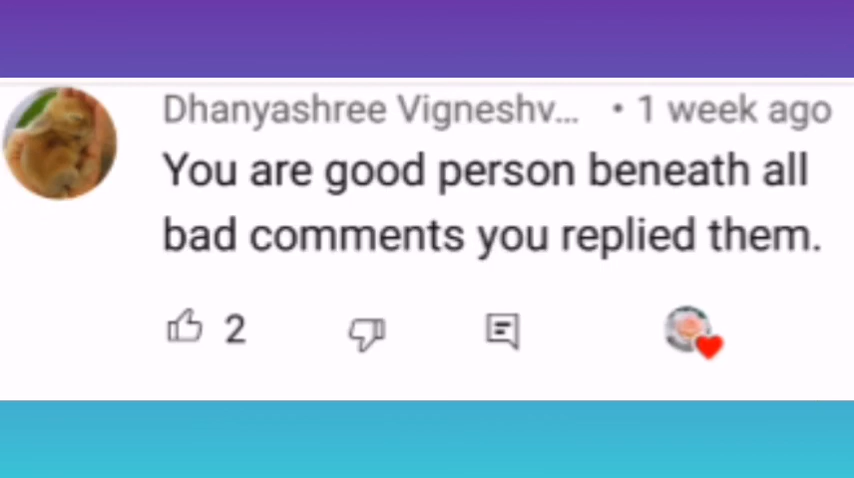 Dhanyashree Vigneshv... • 1 week ago
You are good person beneath all
bad comments you replied them.
2